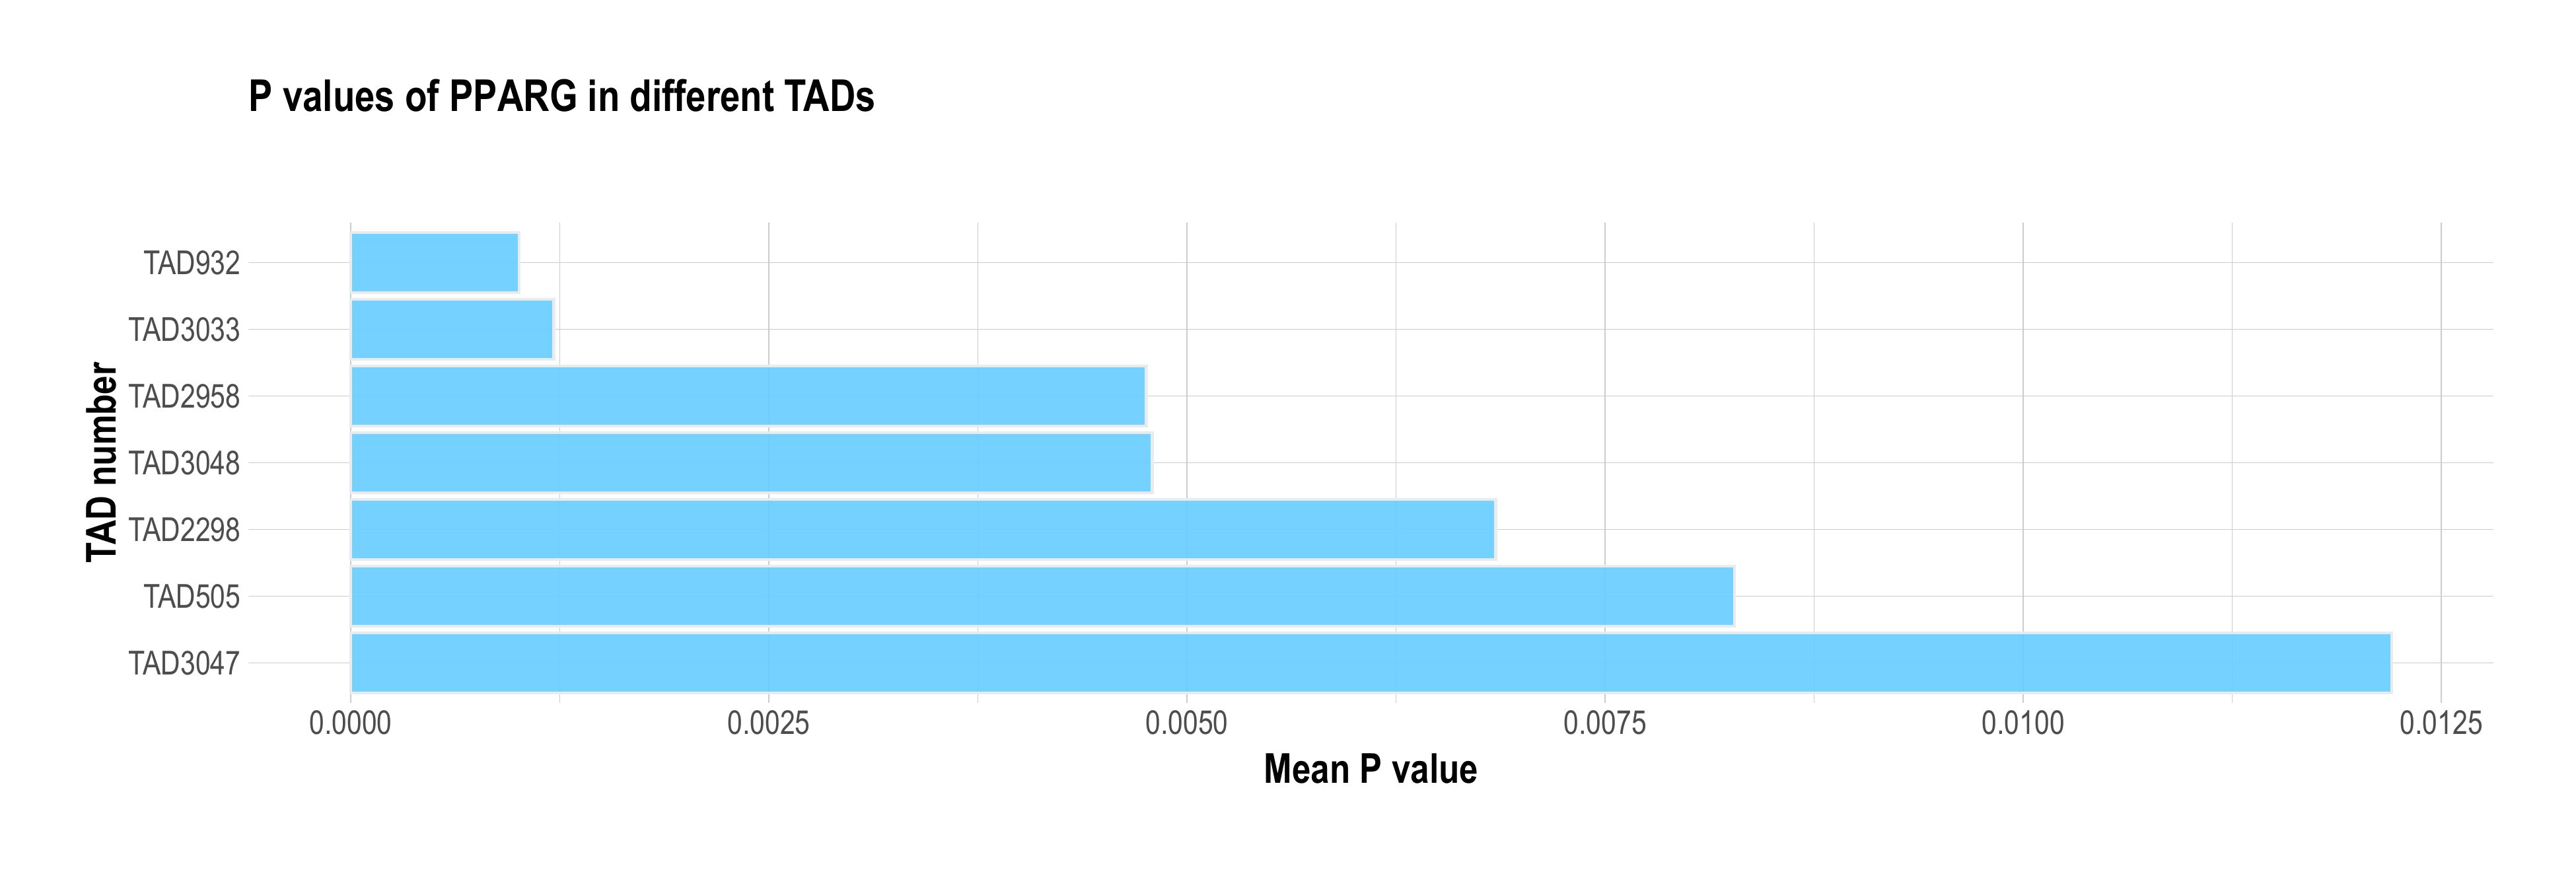 P values of PPARG in different TADs
TAD number
TAD932
TAD3033
TAD2958
TAD3048
TAD2298
TAD505
TAD3047
0.0000 0.0025 0.0050 0.0075 0.0100 0.0125
Mean P value